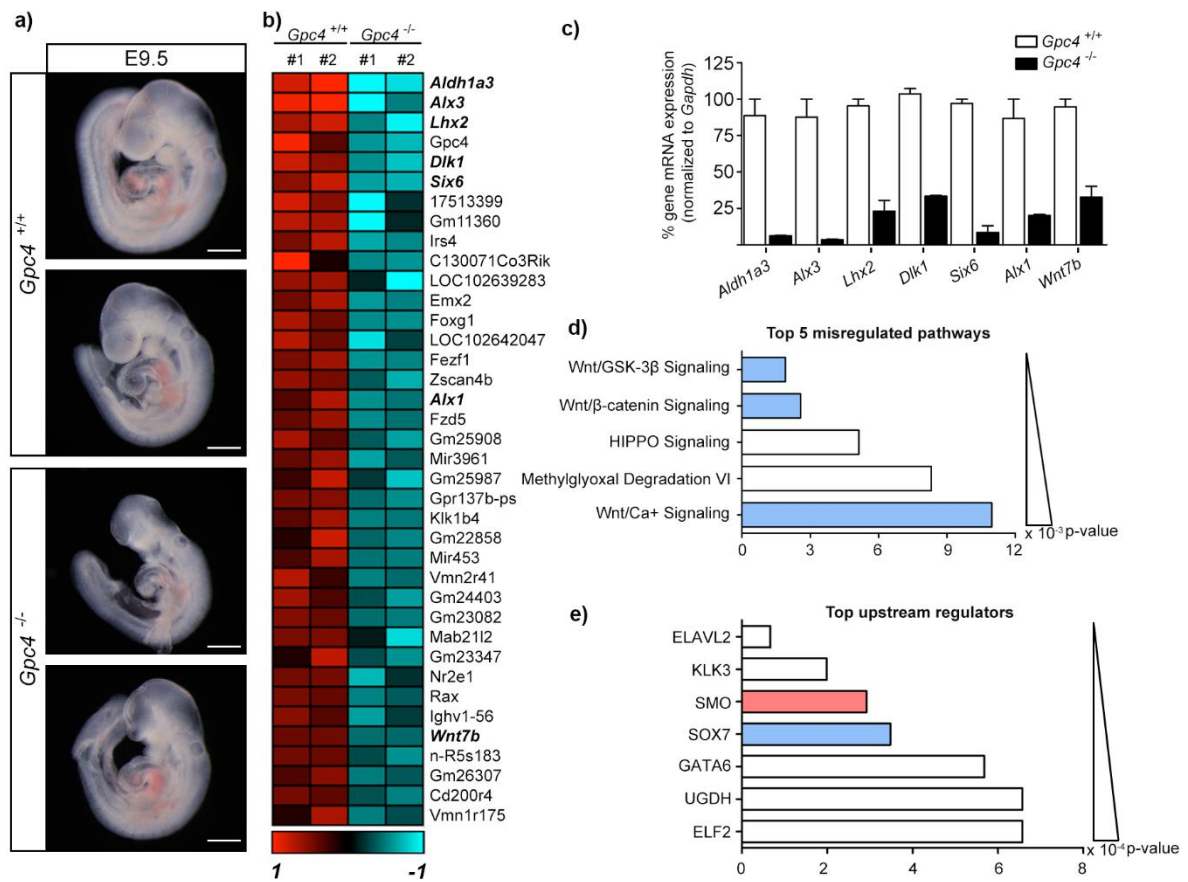 a)
E9.5
Gpc4 +/+
Gpc4 -/-
b)
Gpc4 +/+ Gpc4 -/-
#1 #2 #1 #2
Aldh1a3
Alx3
Lhx2
Gpc4
Dlk1
Six6
17513399
Gm11360
Irs4
C130071Co3Rik
LOC102639283
Emx2
Foxg1
LOC102642047
Fezf1
Zscan4b
Alx1
Fzd5
Gm25908
Mir3961
Gm25987
Gpr137b-ps
Klk1b4
Gm22858
Mir453
Vmn2r41
Gm24403
Gm23082
Mab21l2
Gm23347
Nr2e1
Rax
Ighv1-56
Wnt7b
n-R5s183
Gm26307
Cd200r4
Vmn1r175
1 -1
c)
Gpc4 +/+
Gpc4 -/-
% gene mRNA expression
(normalized to Gapdh)
125
100
75
50
25
Aldh1a3 Alx3 Lhx2 Dlk1 Six6 Alx1 Wnt7b
d)
Top 5 misregulated pathways
Wnt/GSK-3β Signaling
Wnt/β-catenin Signaling
HIPPO Signaling
Methylglyoxal Degradation VI
Wnt/Ca+ Signaling
0 3 6 9 12
x 10-3 p-value
e)
Top upstream regulators
ELAVL2
KLK3
SMO
SOX7
GATA6
UGDH
ELF2
0 2 4 6 8
x 10-4 p-value